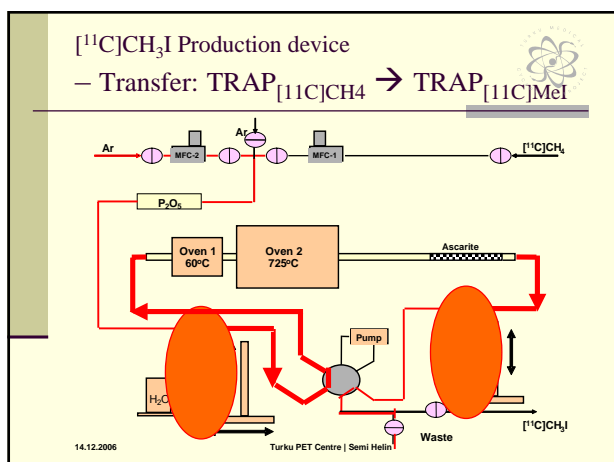 [¹¹C]CH₃I Production device
– Transfer: TRAP[11C]CH4 → TRAP[11C]MeI
Ar
Ar
MFC-2
MFC-1
[¹¹C]CH₄
P₂O₅
Oven 1
60ºC
Oven 2
725ºC
Ascarite
Pump
H₂O
Waste
[¹¹C]CH₃I
14.12.2006
Turku PET Centre | Semi Helin